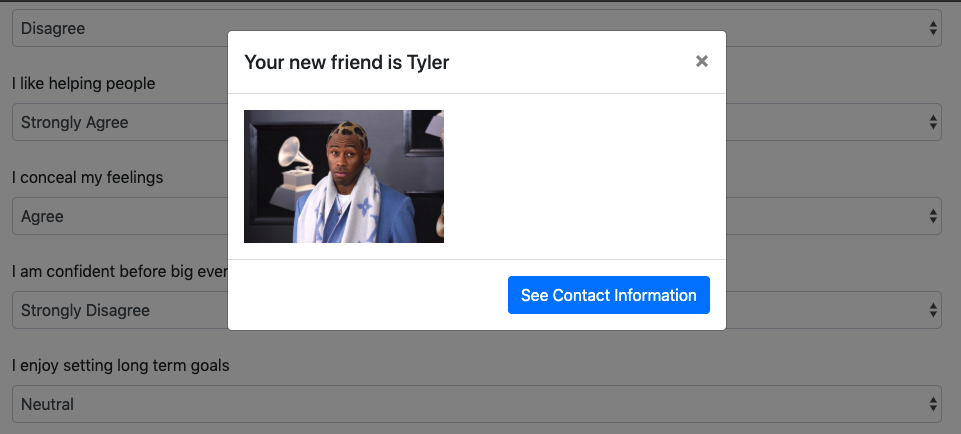 Disagree
Your new friend is Tyler
×
I like helping people
Strongly Agree
I conceal my feelings
Agree
I am confident before big ever
Strongly Disagree
See Contact Information
I enjoy setting long term goals
Neutral